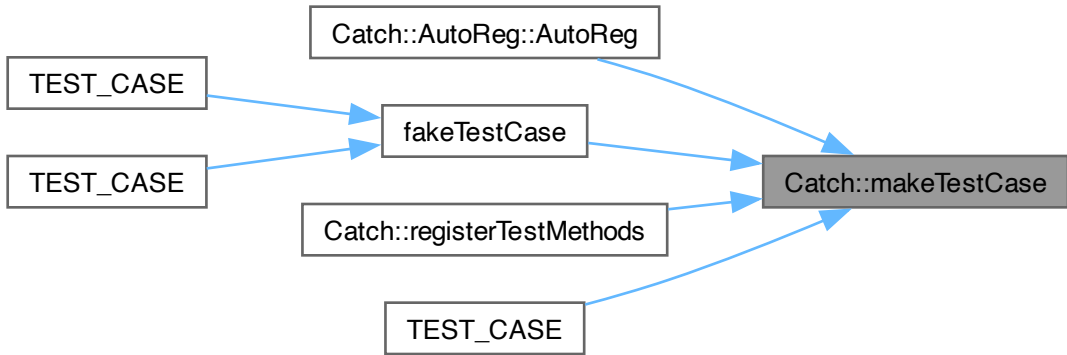 Catch::AutoReg::AutoReg
TEST_CASE
fakeTestCase
TEST_CASE
Catch::makeTestCase
Catch::registerTestMethods
TEST_CASE